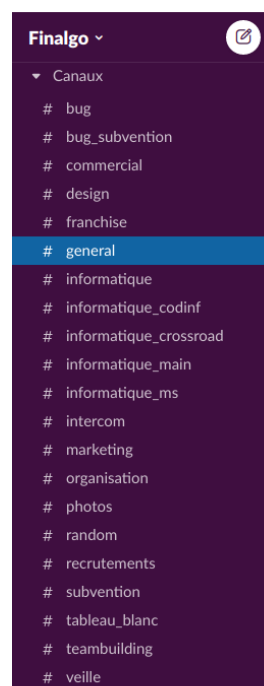 Finalgo
Canaux
# bug
# bug_subvention
# commercial
# design
# franchise
# general
# informatique
# informatique_codinf
# informatique_crossroad
# informatique_main
# informatique_ms
# intercom
# marketing
# organisation
# photos
# random
# recrutements
# subvention
# tableau_blanc
# teambuilding
# veille